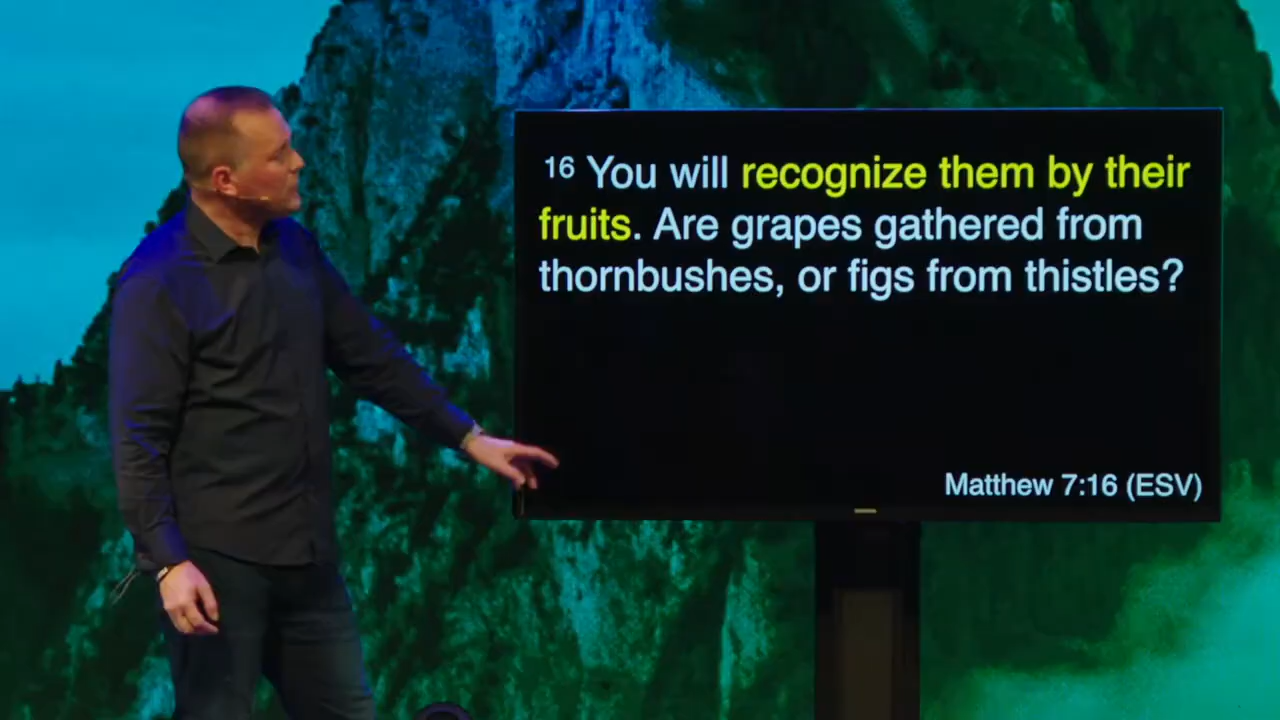 16 You will recognize them by their
fruits. Are grapes gathered from
thornbushes, or figs from thistles?
Matthew 7:16 (ESV)